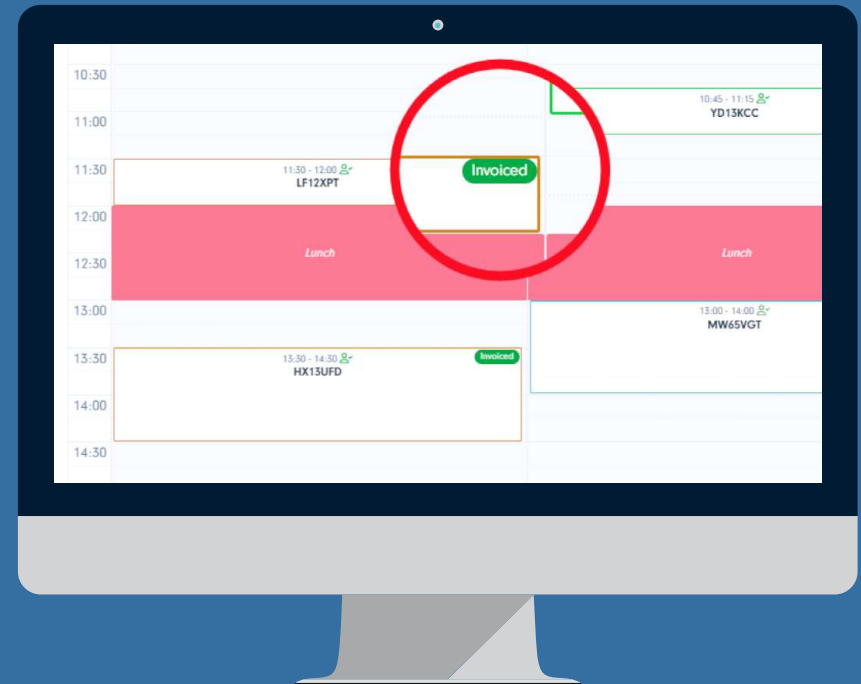 10:30
10:45 - 11:15
YD13KCC
11:00
11:30
11:30 - 12:00
LF12XPT
Invoiced
12:00
Lunch
Lunch
12:30
13:00
13:00 - 14:00
MW65VGT
13:30
13:30 - 14:30
HX13UFD
Invoiced
14:00
14:30